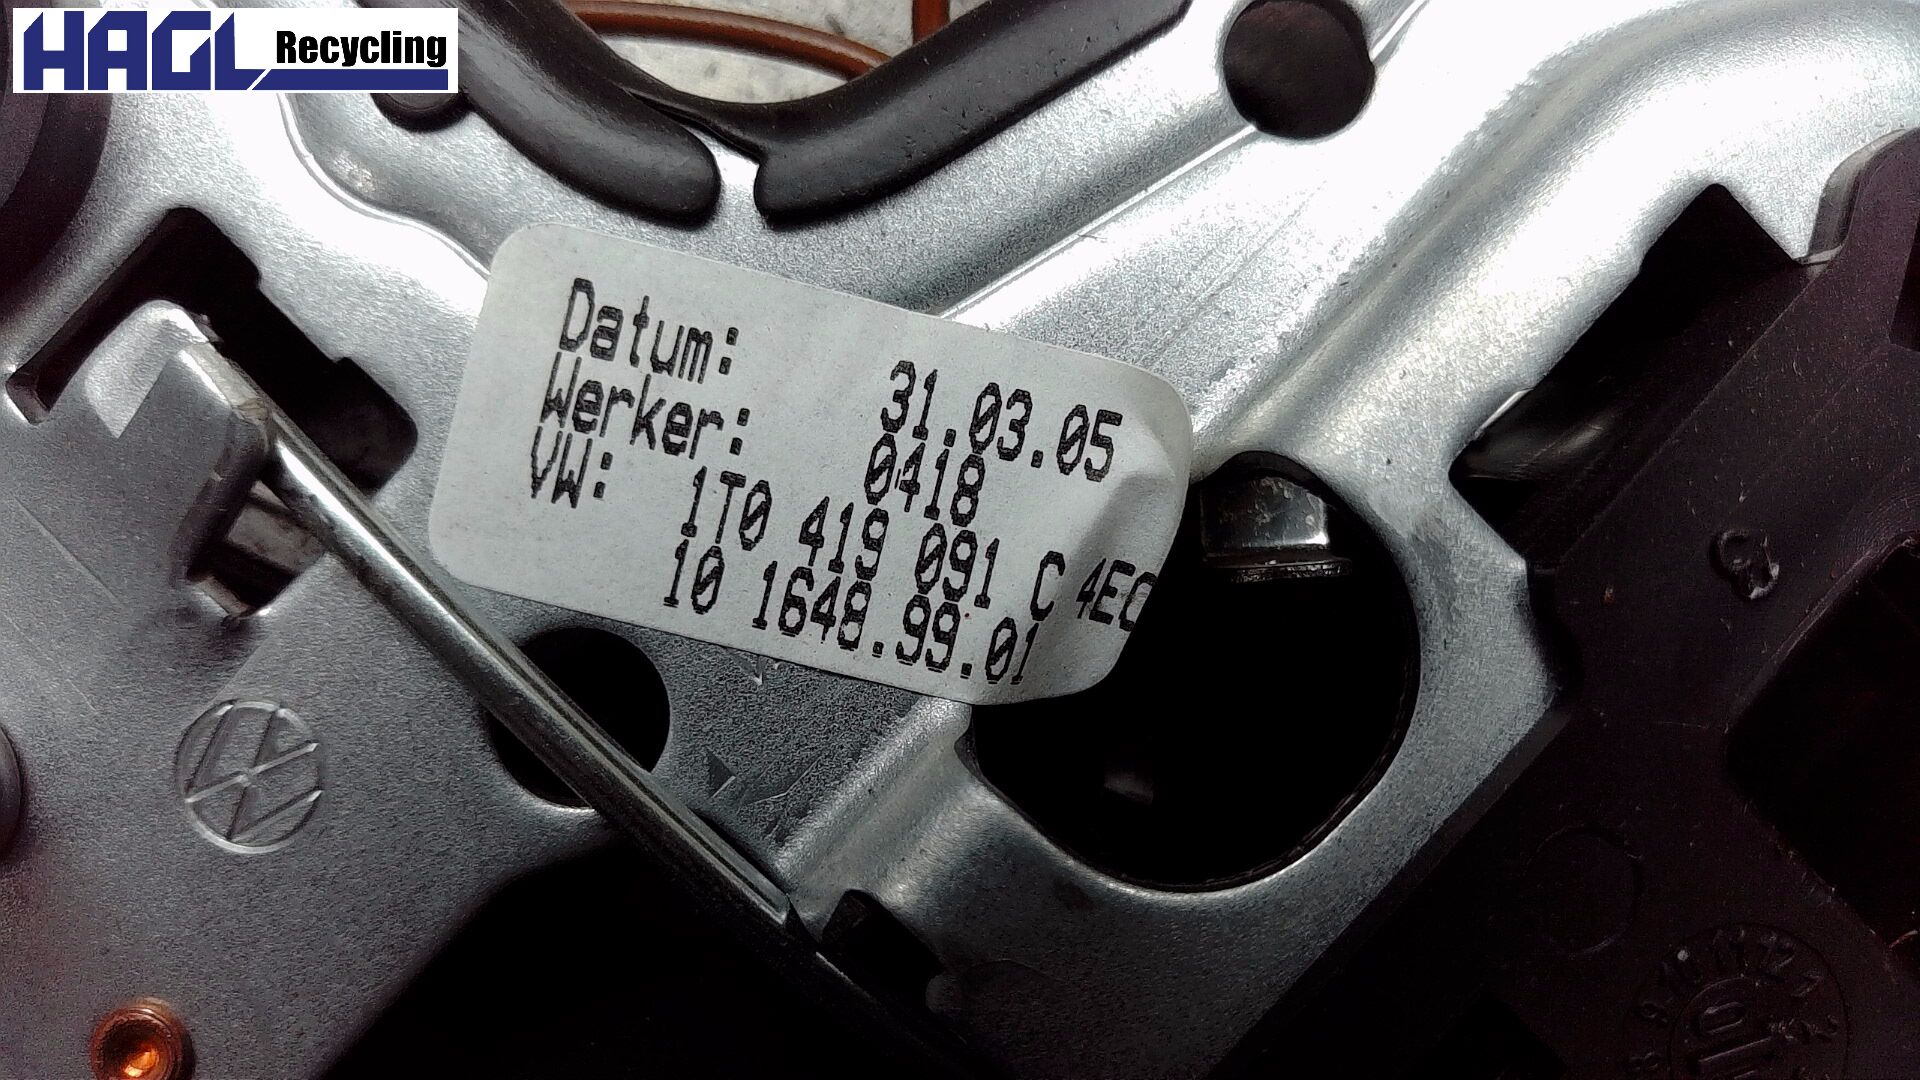 HAGL Recycling
Datum: 31.03.05
Werker: 0418
VW: 1T0 419 091 C 4EC
10 1648.99.01